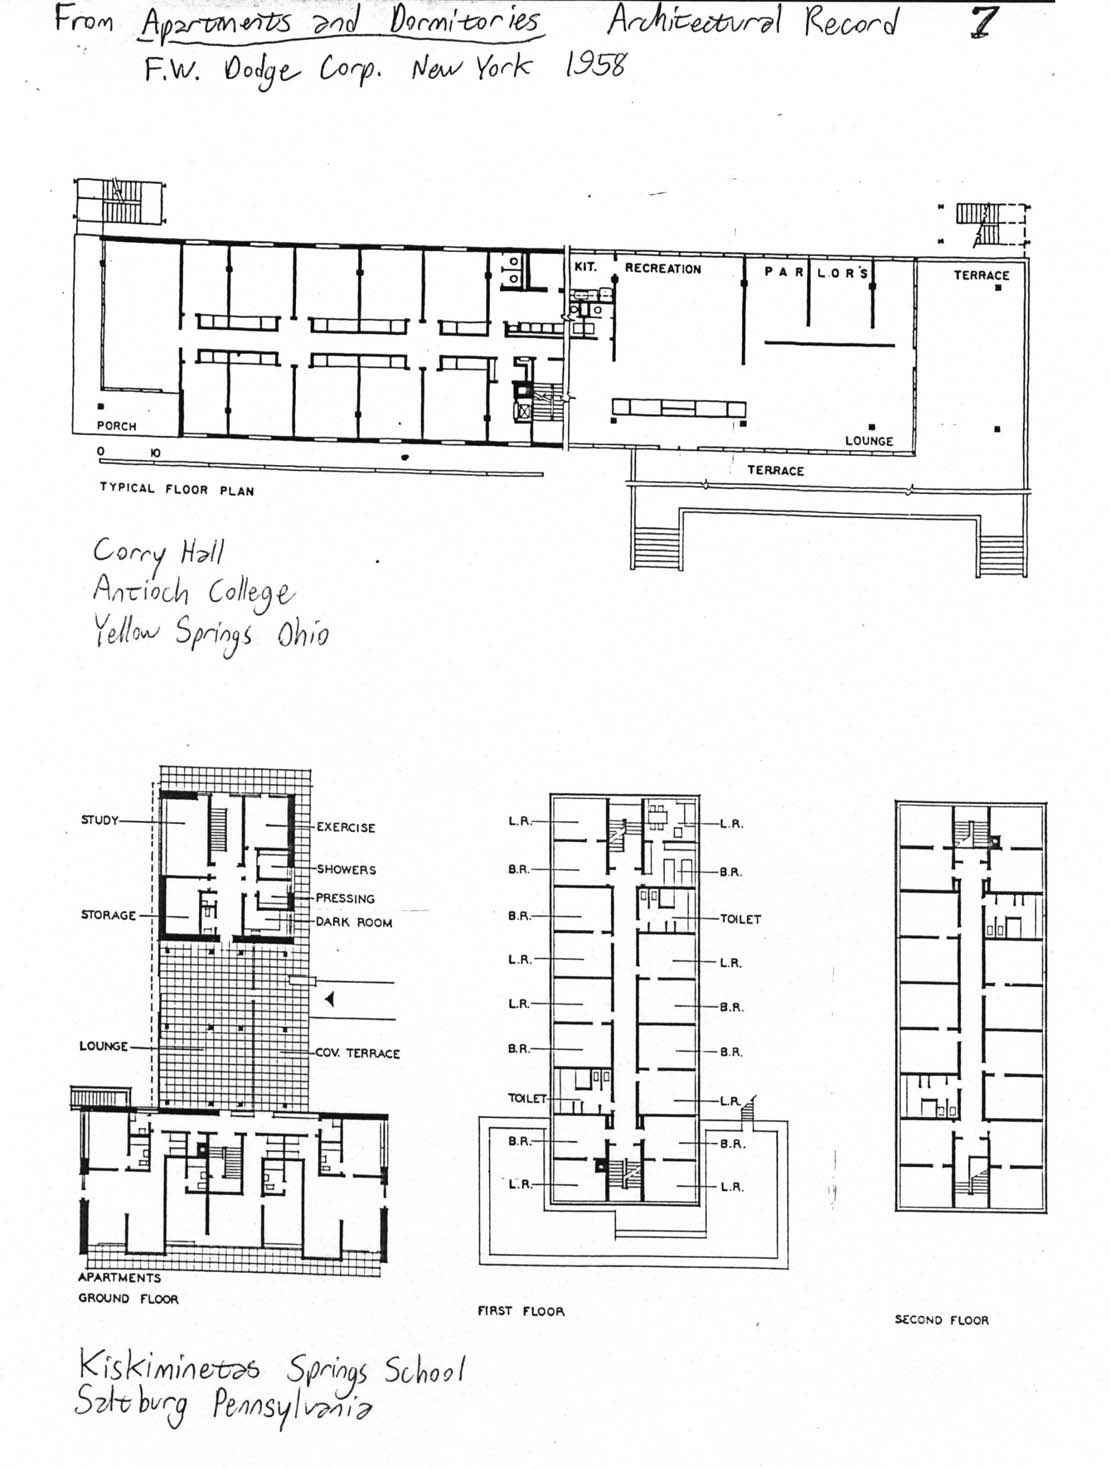 From Apartments and Dormitories Architectural Record 7
F.W. Dodge Corp. New York 1958
KIT. RECREATION PARLOR'S TERRACE
PORCH
LOUNGE
0 10
TERRACE
TYPICAL FLOOR PLAN
Corry Hall
Antioch College
Yellow Springs Ohio
STUDY
EXERCISE
SHOWERS
PRESSING
STORAGE
DARK ROOM
LOUNGE
COV. TERRACE
APARTMENTS
GROUND FLOOR
L.R. L.R.
B.R. B.R.
B.R. TOILET
L.R. L.R.
L.R. B.R.
B.R. B.R.
TOILET L.R.
B.R. B.R.
L.R. L.R.
FIRST FLOOR
SECOND FLOOR
Kiskiminetas Springs School
Saltburg Pennsylvania